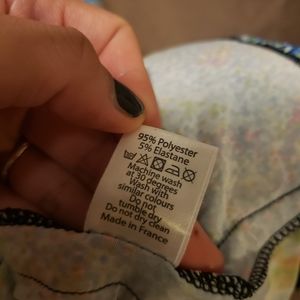 95% Polyester
5% Elastane
Machine wash
at 30 degrees
Wash with
similar colours
Do not
tumble dry
Do not dry clean
Made in France